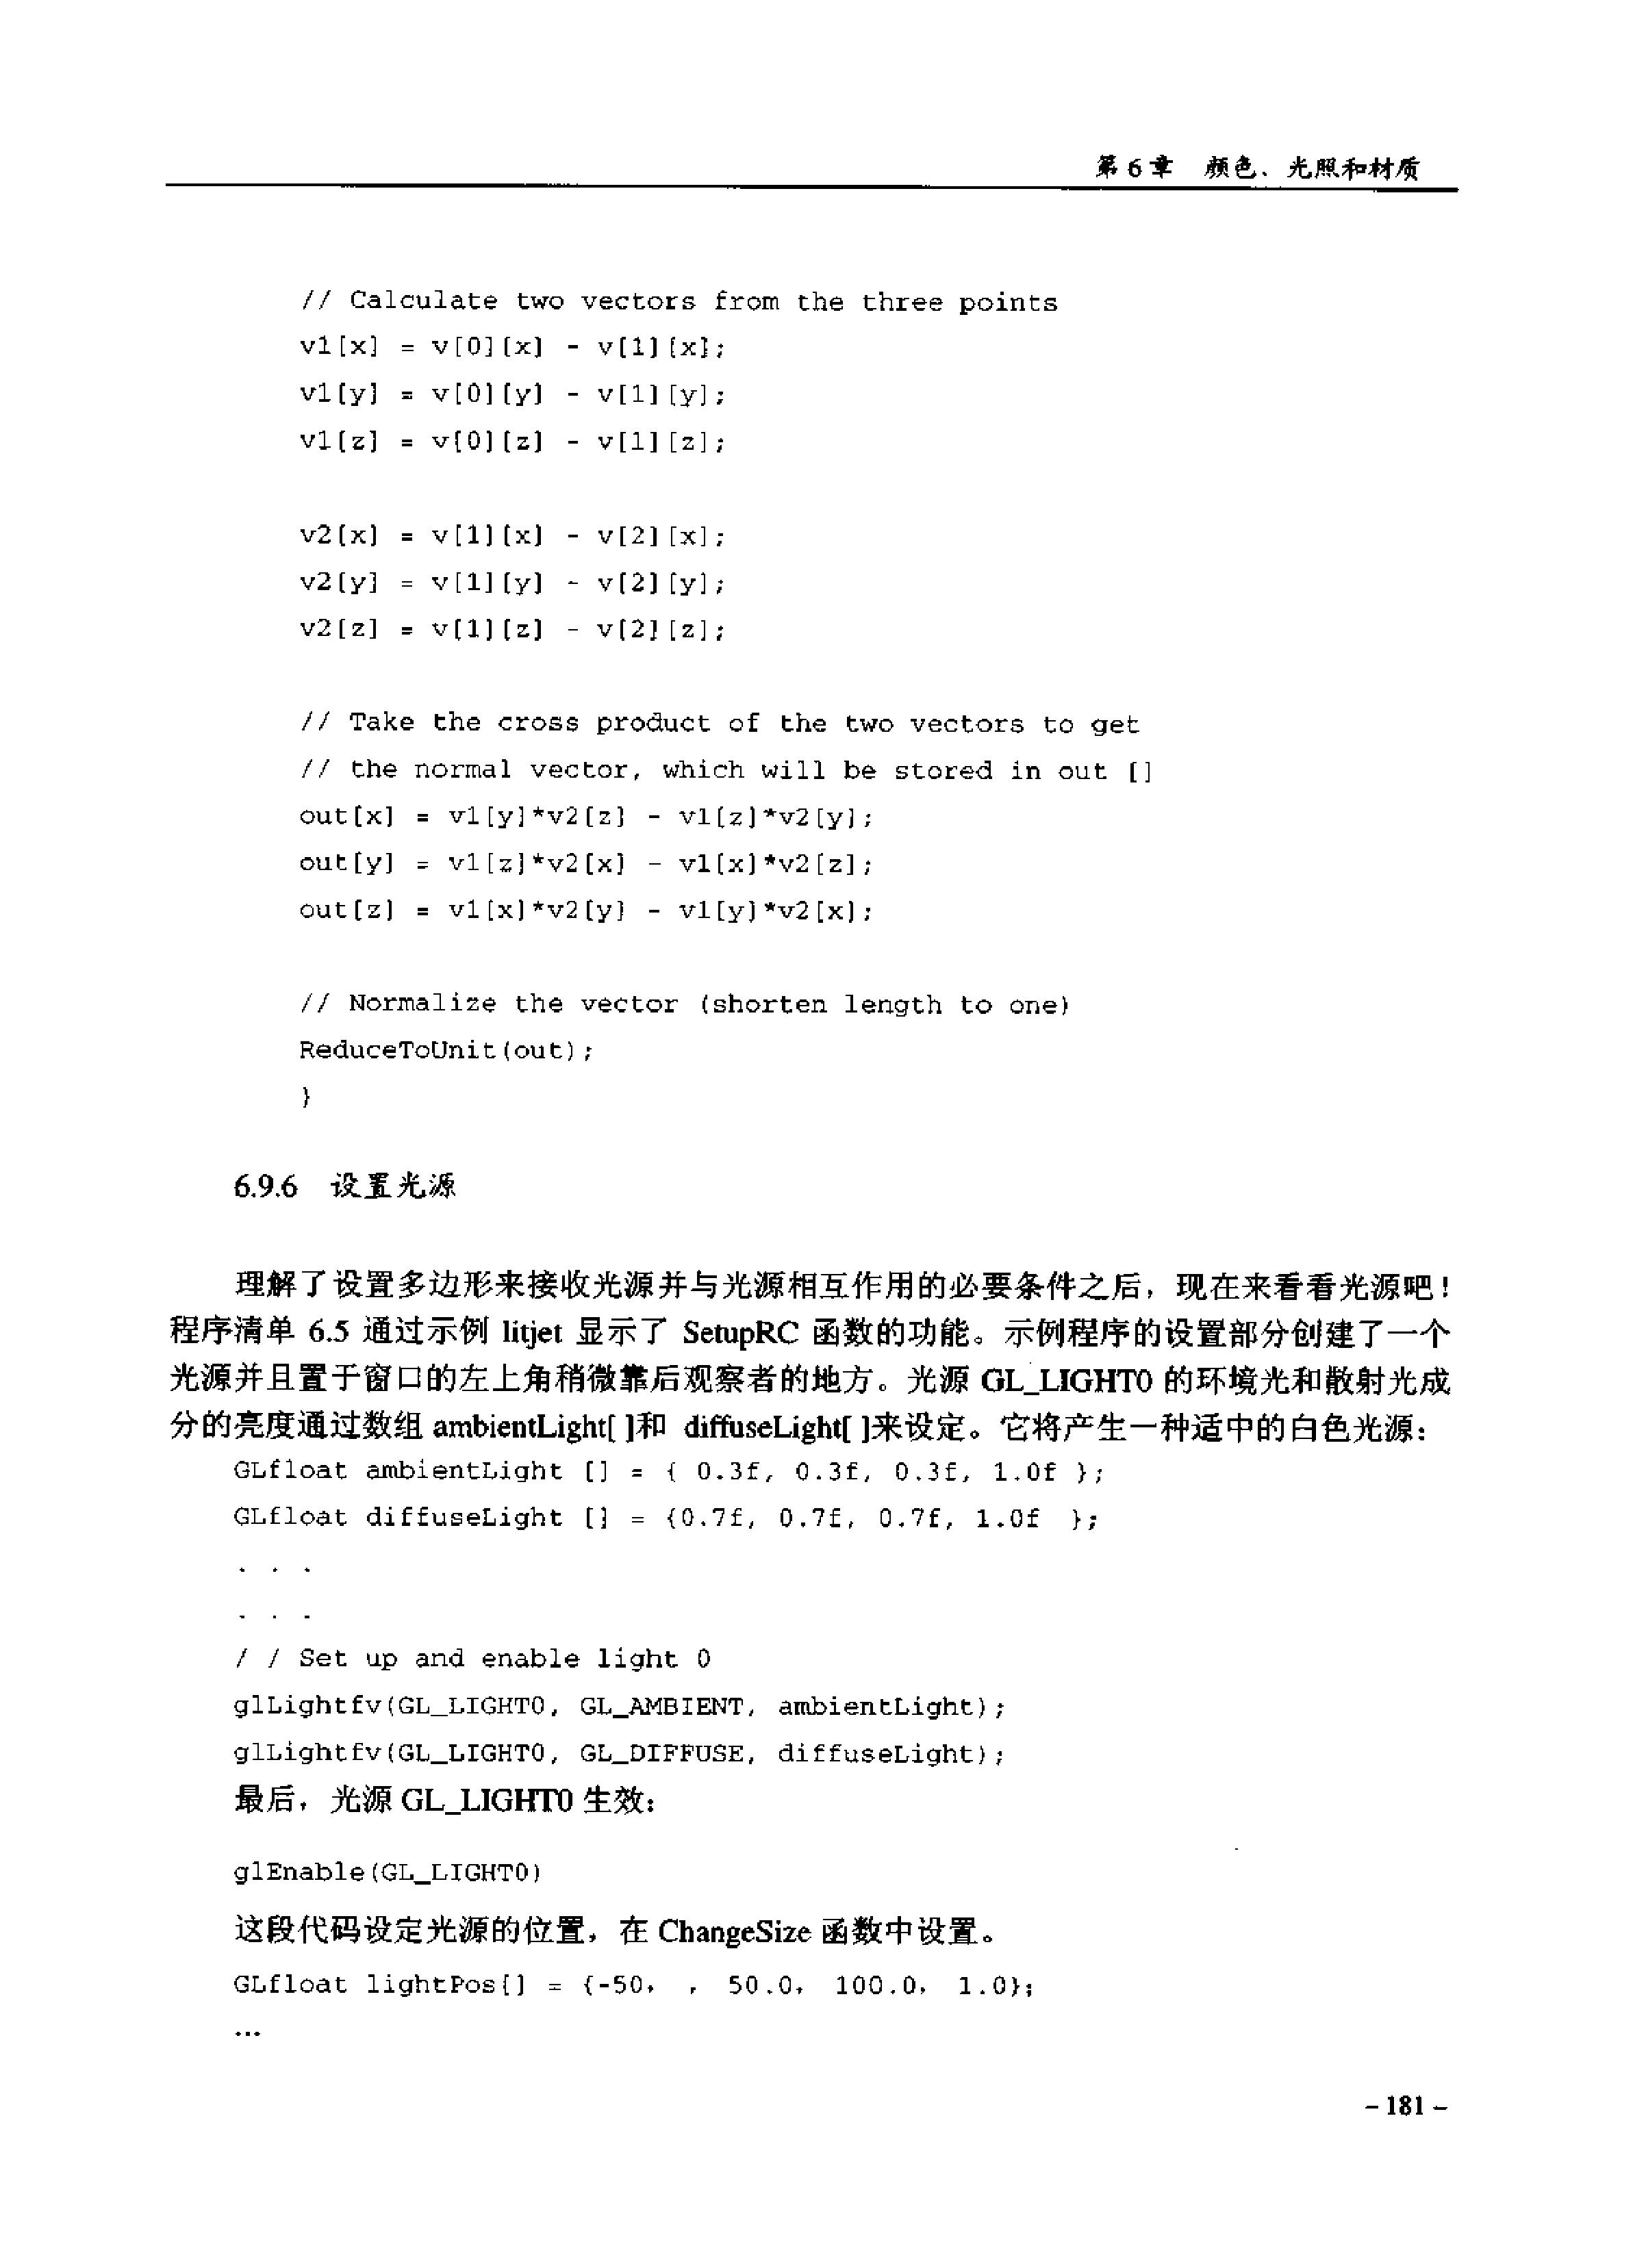 第 6 章 颜色、光照和材质
// Calculate two vectors from the three points
v1[x] = v[0][x] - v[1][x];
v1[y] = v[0][y] - v[1][y];
v1[z] = v[0][z] - v[1][z];
v2[x] = v[1][x] - v[2][x];
v2[y] = v[1][y] - v[2][y];
v2[z] = v[1][z] - v[2][z];
// Take the cross product of the two vectors to get
// the normal vector, which will be stored in out []
out[x] = v1[y]*v2[z] - v1[z]*v2[y];
out[y] = v1[z]*v2[x] - v1[x]*v2[z];
out[z] = v1[x]*v2[y] - v1[y]*v2[x];
// Normalize the vector (shorten length to one)
ReduceToUnit(out);
}
6.9.6 设置光源
理解了设置多边形来接收光源并与光源相互作用的必要条件之后，现在来看看光源吧！
程序清单 6.5 通过示例 litjet 显示了 SetupRC 函数的功能。示例程序的设置部分创建了一个
光源并且置于窗口的左上角稍微靠后观察者的地方。光源 GL_LIGHT0 的环境光和散射光成
分的亮度通过数组 ambientLight[ ]和 diffuseLight[ ]来设定。它将产生一种适中的白色光源：
GLfloat ambientLight [] = { 0.3f, 0.3f, 0.3f, 1.0f };
GLfloat diffuseLight [] = {0.7f, 0.7f, 0.7f, 1.0f };
. . .
. . .
/ / Set up and enable light 0
glLightfv(GL_LIGHT0, GL_AMBIENT, ambientLight);
glLightfv(GL_LIGHT0, GL_DIFFUSE, diffuseLight);
最后，光源 GL_LIGHT0 生效：
glEnable(GL_LIGHT0)
这段代码设定光源的位置，在 ChangeSize 函数中设置。
GLfloat lightPos[] = {-50, , 50.0, 100.0, 1.0};
…
- 181 -